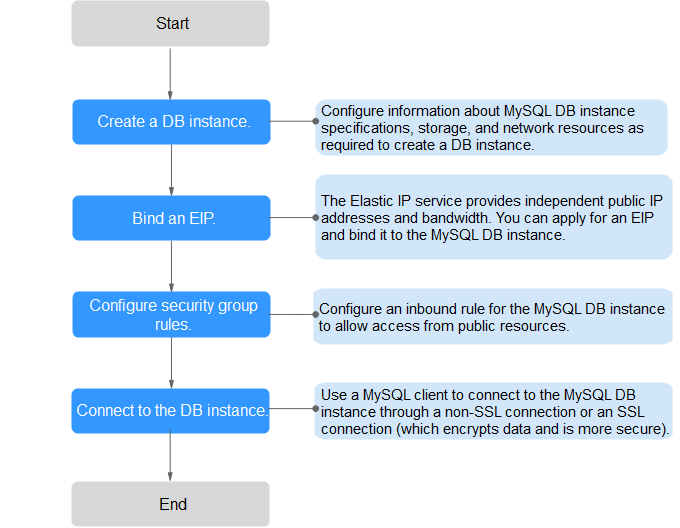 Start
Create a DB instance.
Configure information about MySQL DB instance
specifications, storage, and network resources as
required to create a DB instance.
Bind an EIP.
The Elastic IP service provides independent public IP
addresses and bandwidth. You can apply for an EIP
and bind it to the MySQL DB instance.
Configure security group
rules.
Configure an inbound rule for the MySQL DB instance
to allow access from public resources.
Connect to the DB instance.
Use a MySQL client to connect to the MySQL DB
instance through a non-SSL connection or an SSL
connection (which encrypts data and is more secure).
End